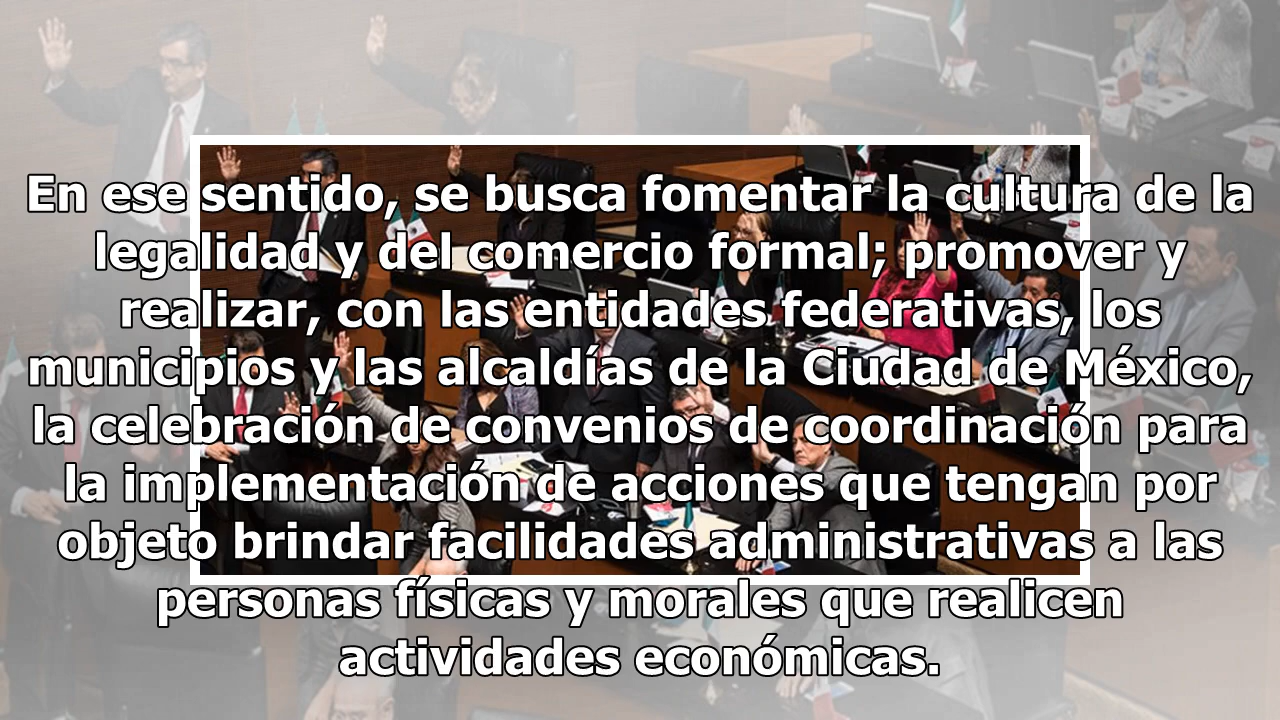 En ese sentido, se busca fomentar la cultura de la
legalidad y del comercio formal; promover y
realizar, con las entidades federativas, los
municipios y las alcaldías de la Ciudad de México,
la celebración de convenios de coordinación para
la implementación de acciones que tengan por
objeto brindar facilidades administrativas a las
personas físicas y morales que realicen
actividades económicas.